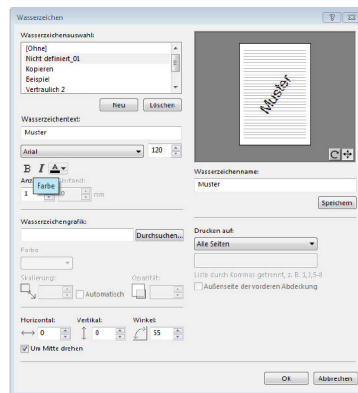 Wasserzeichen
Wasserzeichenauswahl:
[Ohne]
Nicht definiert_01
Kopieren
Beispiel
Vertraulich 2
Neu
Löschen
Wasserzeichentext:
Muster
Arial
120
B I A
Farbe
1
0
mm
Wasserzeichengrafik:
Durchsuchen...
Farbe
Skalierung:
Automatisch
Horizontal:
Vertikal:
Winkel:
0
0
55
Um Mitte drehen
Muster
Wasserzeichenname:
Muster
Speichern
Drucken auf:
Alle Seiten
Liste durch Kommas getrennt, z. B. 1,3,5-8
Außenseite der vorderen Abdeckung
OK
Abbrechen